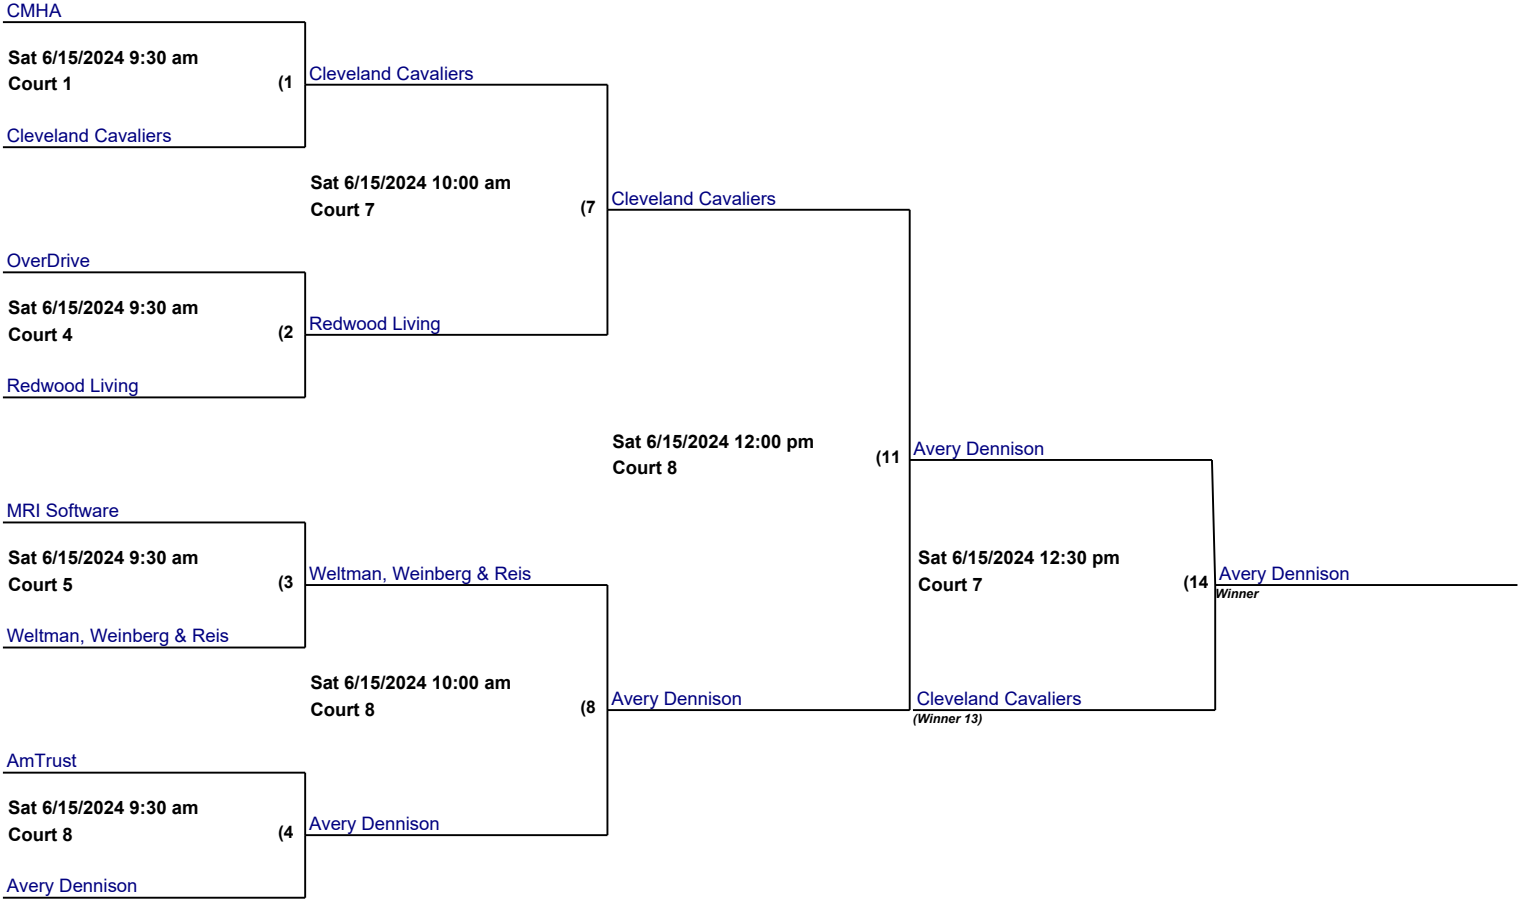 CMHA
Sat 6/15/2024 9:30 am
Court 1
(1
Cleveland Cavaliers
Cleveland Cavaliers
Sat 6/15/2024 10:00 am
Court 7
(7
Cleveland Cavaliers
OverDrive
Sat 6/15/2024 9:30 am
Court 4
(2
Redwood Living
Redwood Living
Sat 6/15/2024 12:00 pm
Court 8
(11
Avery Dennison
MRI Software
Sat 6/15/2024 9:30 am
Court 5
(3
Weltman, Weinberg & Reis
Weltman, Weinberg & Reis
Sat 6/15/2024 12:30 pm
Court 7
(14
Avery Dennison
Winner
Sat 6/15/2024 10:00 am
Court 8
(8
Avery Dennison
Cleveland Cavaliers
(Winner 13)
AmTrust
Sat 6/15/2024 9:30 am
Court 8
(4
Avery Dennison
Avery Dennison